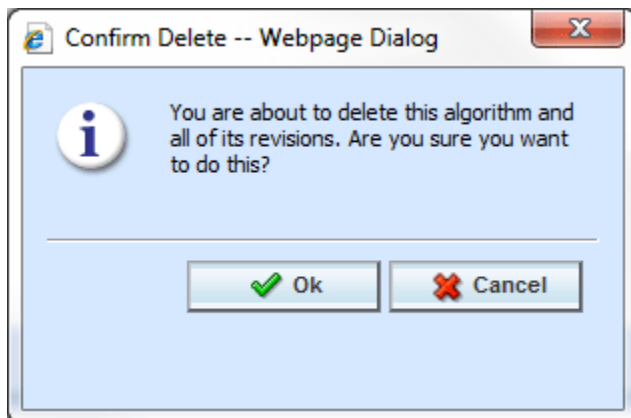 Confirm Delete -- Webpage Dialog
You are about to delete this algorithm and
all of its revisions. Are you sure you want
to do this?
Ok
Cancel